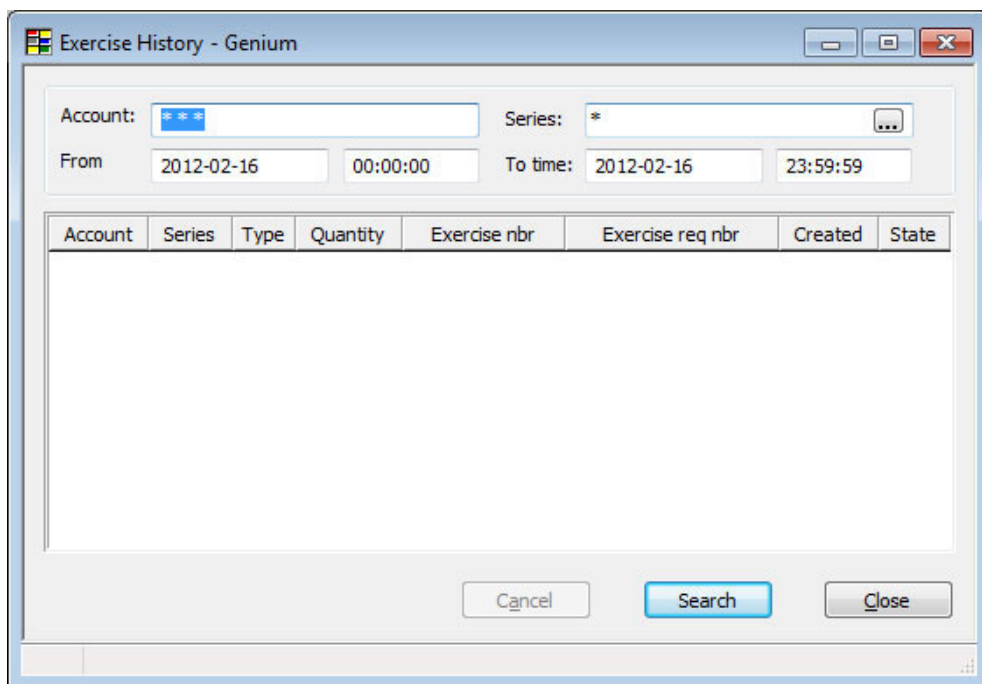 Exercise History - Genium
Account: * * * Series: * ...
From 2012-02-16 00:00:00 To time: 2012-02-16 23:59:59
Account Series Type Quantity Exercise nbr Exercise req nbr Created State
Cancel Search Close